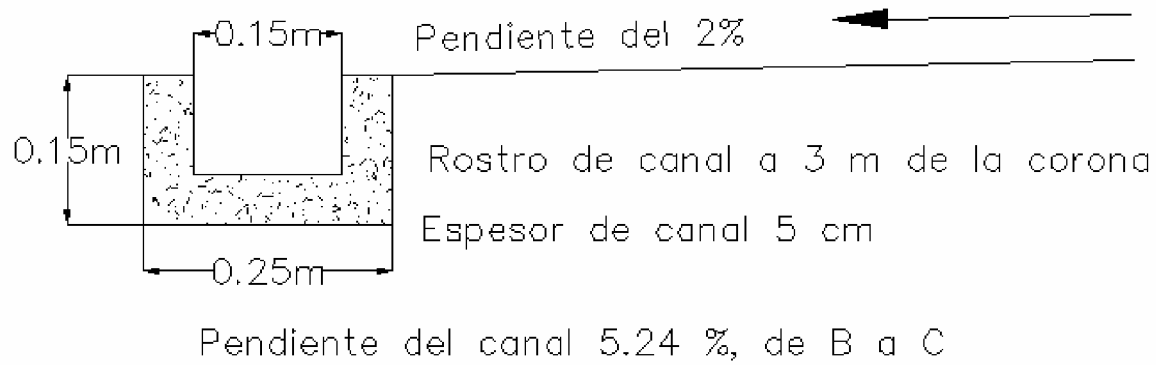 0.15m
Pendiente del 2%
0.15m
Rostro de canal a 3 m de la corona
Espesor de canal 5 cm
0.25m
Pendiente del canal 5.24 %, de B a C